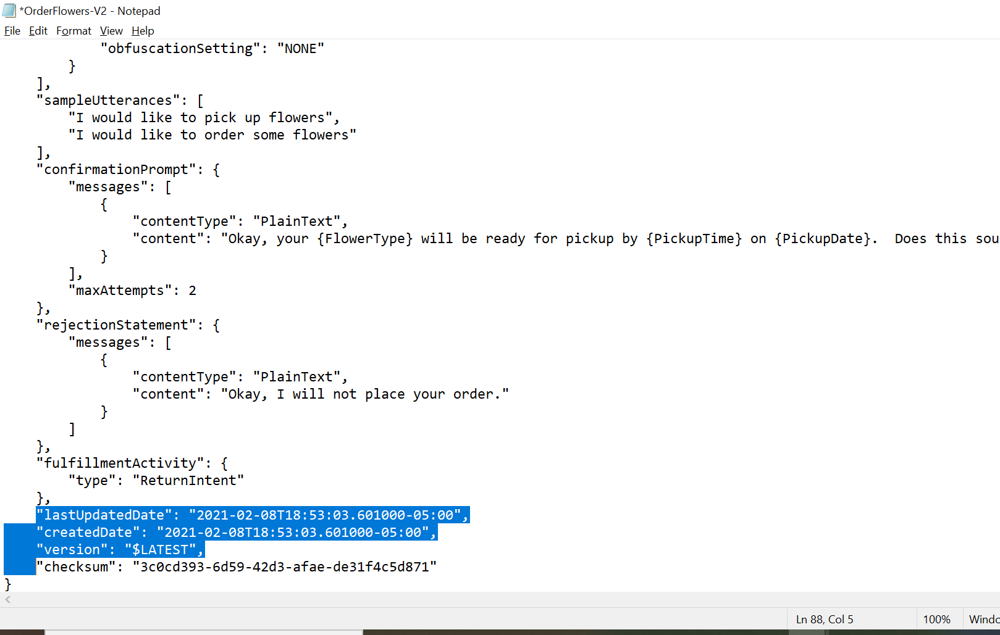 *OrderFlowers-V2 - Notepad
File Edit Format View Help
"obfuscationSetting": "NONE"
}
],
"sampleUtterances": [
"I would like to pick up flowers",
"I would like to order some flowers"
],
"confirmationPrompt": {
"messages": [
{
"contentType": "PlainText",
"content": "Okay, your {FlowerType} will be ready for pickup by {PickupTime} on {PickupDate}.  Does this sou
}
],
"maxAttempts": 2
},
"rejectionStatement": {
"messages": [
{
"contentType": "PlainText",
"content": "Okay, I will not place your order."
}
]
},
"fulfillmentActivity": {
"type": "ReturnIntent"
},
"lastUpdatedDate": "2021-02-08T18:53:03.601000-05:00",
"createdDate": "2021-02-08T18:53:03.601000-05:00",
"version": "$LATEST",
"checksum": "3c0cd393-6d59-42d3-afae-de31f4c5d871"
}
Ln 88, Col 5 100% Windo